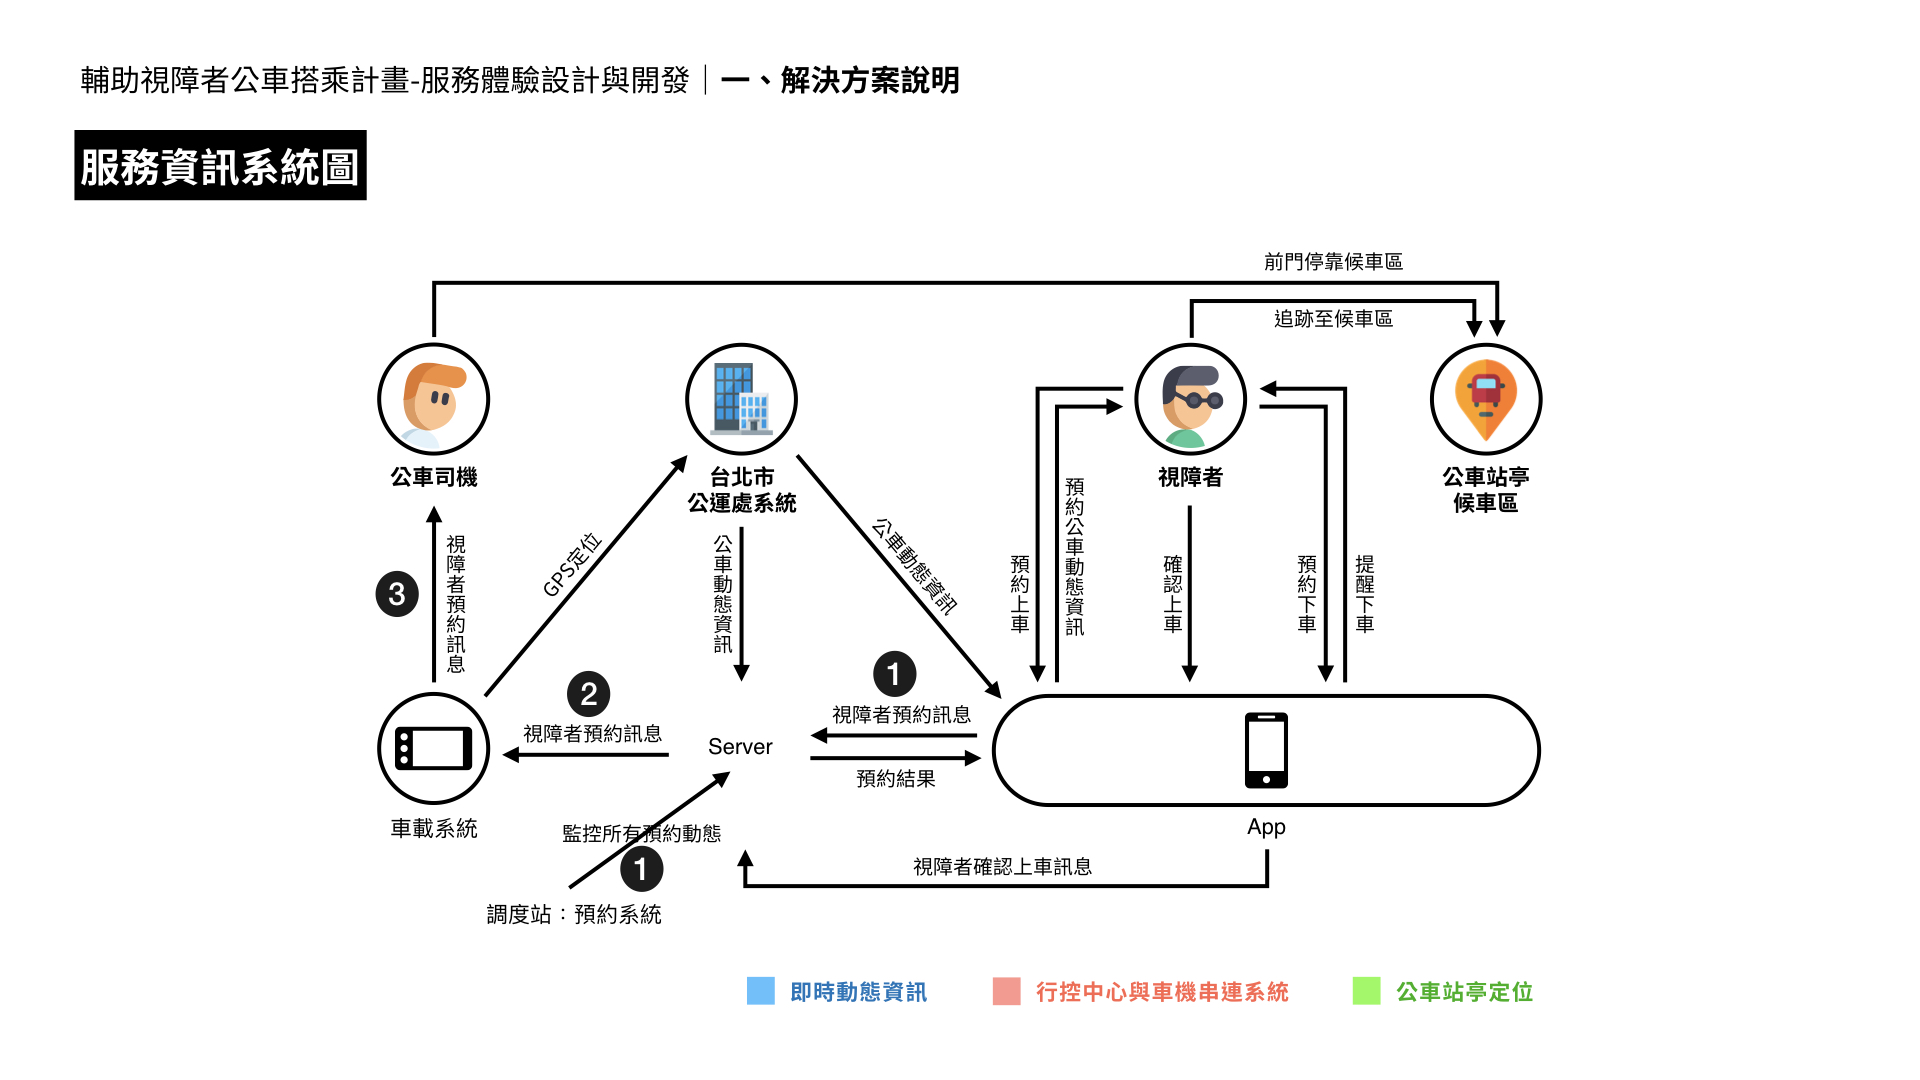 輔助視障者公車搭乘計畫-服務體驗設計與開發｜一、解決方案說明
服務資訊系統圖
前門停靠候車區
追跡至候車區
公車司機
台北市
公運處系統
視障者
公車站亭
候車區
3
視障者預約訊息
GPS定位
公車動態資訊
公車動態資訊
預約上車
預約公車動態資訊
確認上車
預約下車
提醒下車
2
視障者預約訊息
1
視障者預約訊息
Server
預約結果
車載系統
監控所有預約動態
1
調度站：預約系統
App
視障者確認上車訊息
即時動態資訊
行控中心與車機串連系統
公車站亭定位